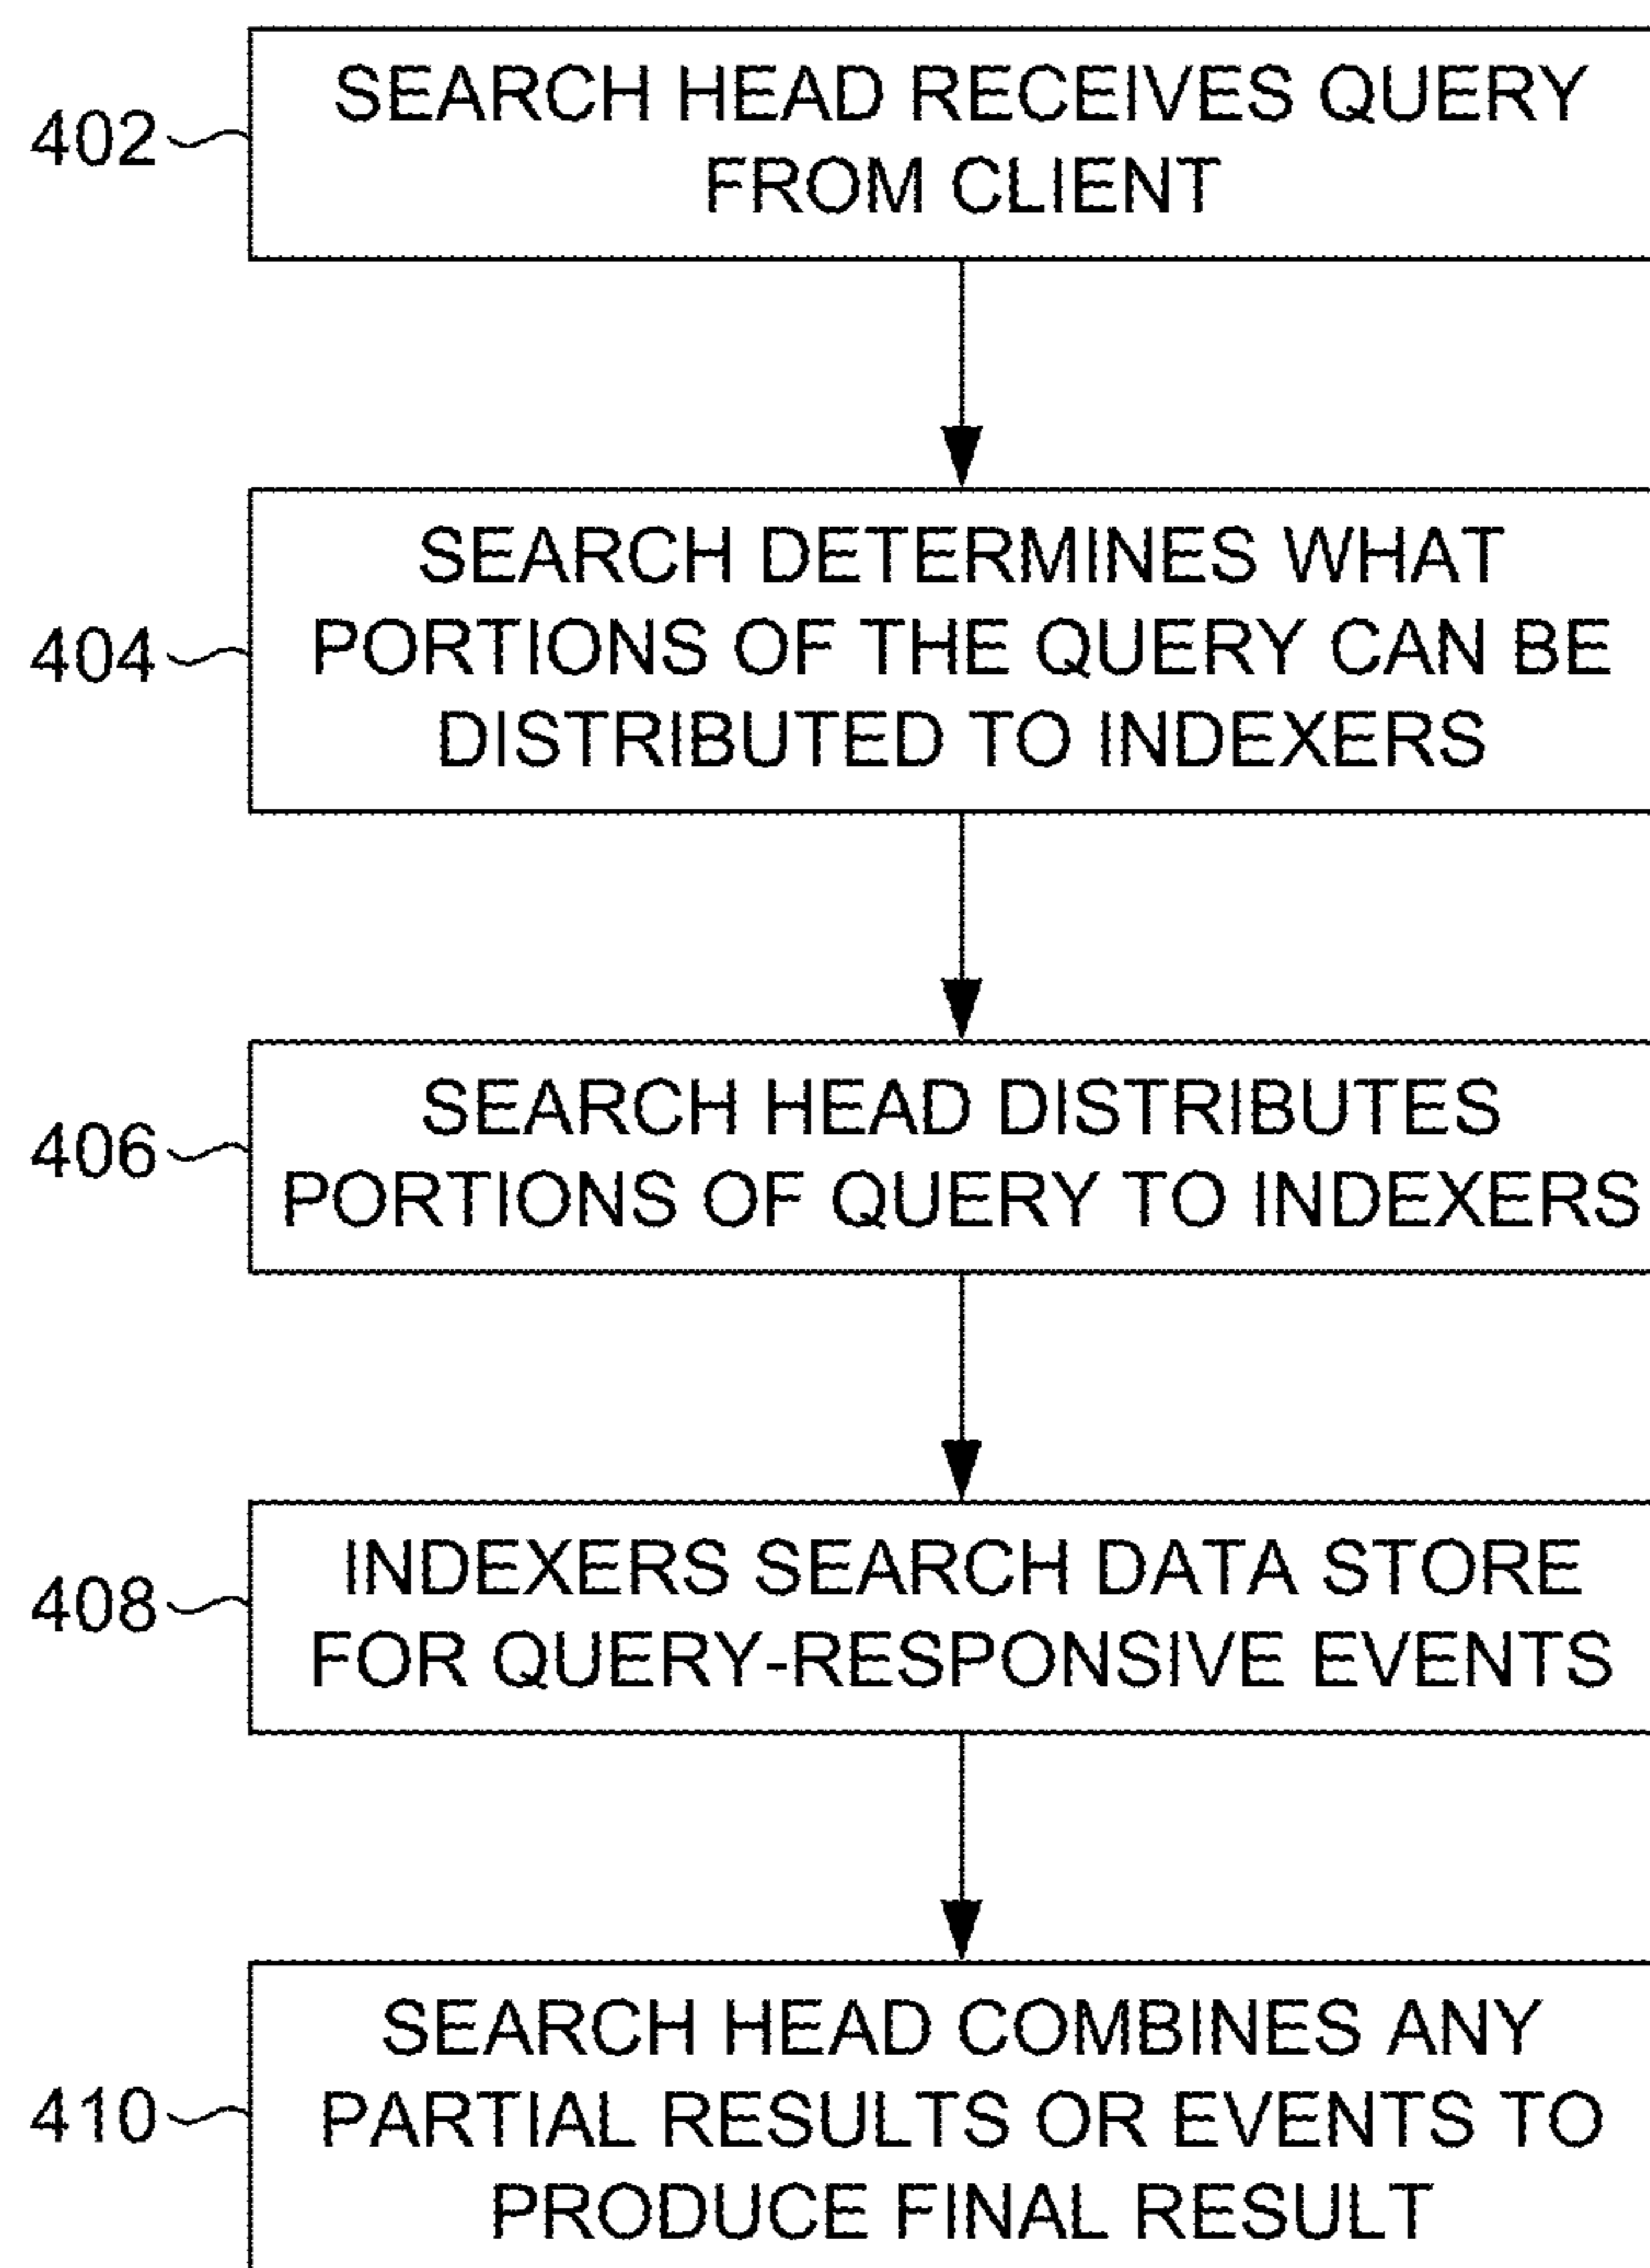 402
SEARCH HEAD RECEIVES QUERY
FROM CLIENT
404
SEARCH DETERMINES WHAT
PORTIONS OF THE QUERY CAN BE
DISTRIBUTED TO INDEXERS
406
SEARCH HEAD DISTRIBUTES
PORTIONS OF QUERY TO INDEXERS
408
INDEXERS SEARCH DATA STORE
FOR QUERY-RESPONSIVE EVENTS
410
SEARCH HEAD COMBINES ANY
PARTIAL RESULTS OR EVENTS TO
PRODUCE FINAL RESULT